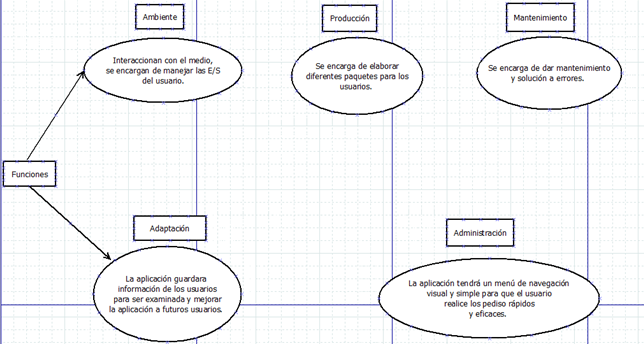 Ambiente
Interaccionan con el medio,
se encargan de manejar las E/S
del usuario.
Producción
Se encarga de elaborar
diferentes paquetes para los
usuarios.
Mantenimiento
Se encarga de dar mantenimiento
y solución a errores.
Funciones
Adaptación
La aplicación guardara
información de los usuarios
para ser examinada y mejorar
la aplicación a futuros usuarios.
Administración
La aplicación tendrá un menú de navegación
visual y simple para que el usuario
realice los pediso rápidos
y eficaces.